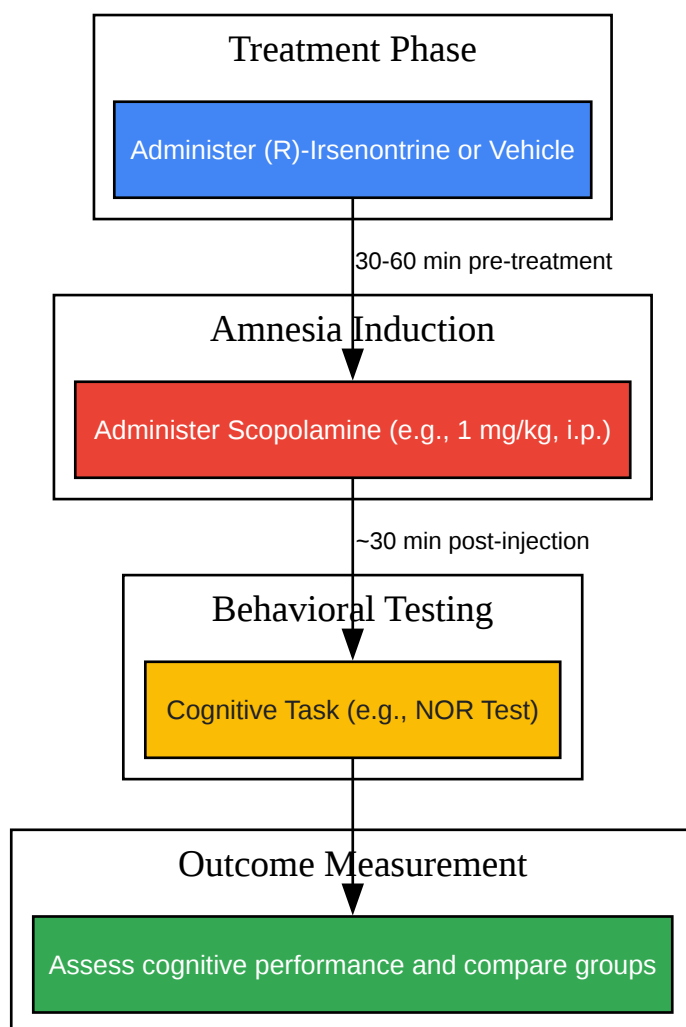 Treatment Phase
Administer (R)-Irsenontrine or Vehicle
30-60 min pre-treatment
Amnesia Induction
Administer Scopolamine (e.g., 1 mg/kg, i.p.)
~30 min post-injection
Behavioral Testing
Cognitive Task (e.g., NOR Test)
Outcome Measurement
Assess cognitive performance and compare groups